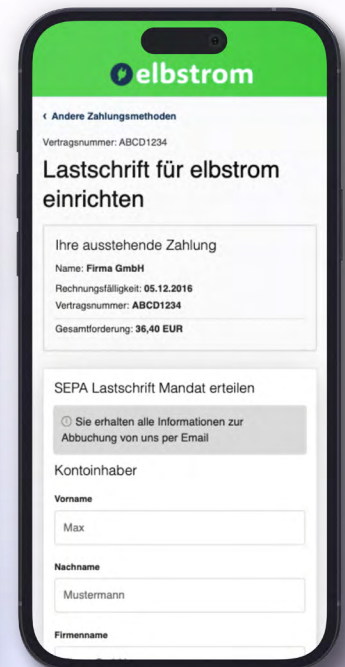 elbstrom
‹ Andere Zahlungsmethoden
Vertragsnummer: ABCD1234
Lastschrift für elbstrom
einrichten
Ihre ausstehende Zahlung
Name: Firma GmbH
Rechnungsfälligkeit: 05.12.2016
Vertragsnummer: ABCD1234
Gesamtforderung: 36,40 EUR
SEPA Lastschrift Mandat erteilen
Sie erhalten alle Informationen zur
Abbuchung von uns per Email
Kontoinhaber
Vorname
Max
Nachname
Mustermann
Firmenname